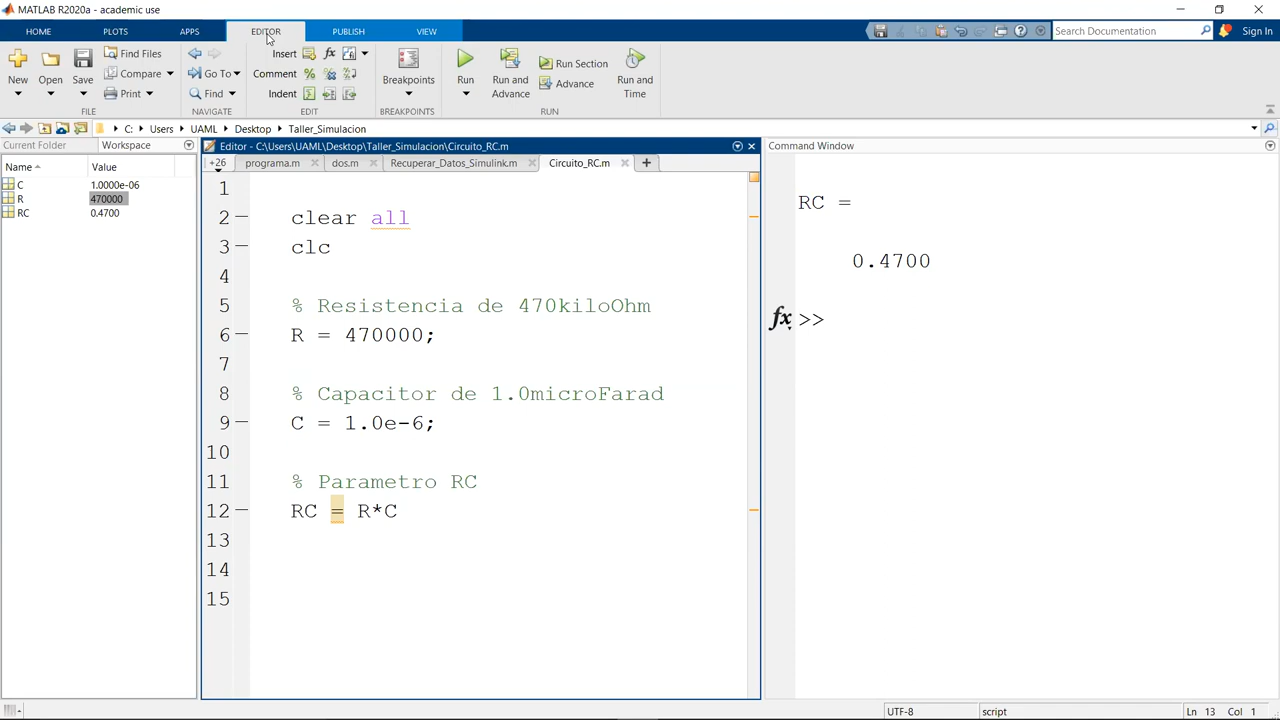 MATLAB R2020a - academic use
HOME PLOTS APPS EDITOR PUBLISH VIEW
Search Documentation Sign In
New Open Save Find Files Compare Print
Go To Find
Insert fx
Comment
Indent
Breakpoints
Run Run and Advance Run Section Advance Run and Time
FILE NAVIGATE EDIT BREAKPOINTS RUN
C: Users UAML Desktop Taller_Simulacion
Current Folder Workspace
Name Value
C 1.0000e-06
R 470000
RC 0.4700
Editor - C:\Users\UAML\Desktop\Taller_Simulacion\Circuito_RC.m
+26 programa.m dos.m Recuperar_Datos_Simulink.m Circuito_RC.m
1
2 clear all
3 clc
4
5 % Resistencia de 470kiloOhm
6 R = 470000;
7
8 % Capacitor de 1.0microFarad
9 C = 1.0e-6;
10
11 % Parametro RC
12 RC = R*C
13
14
15
Command Window
RC =
0.4700
fx >>
UTF-8 script Ln 13 Col 1